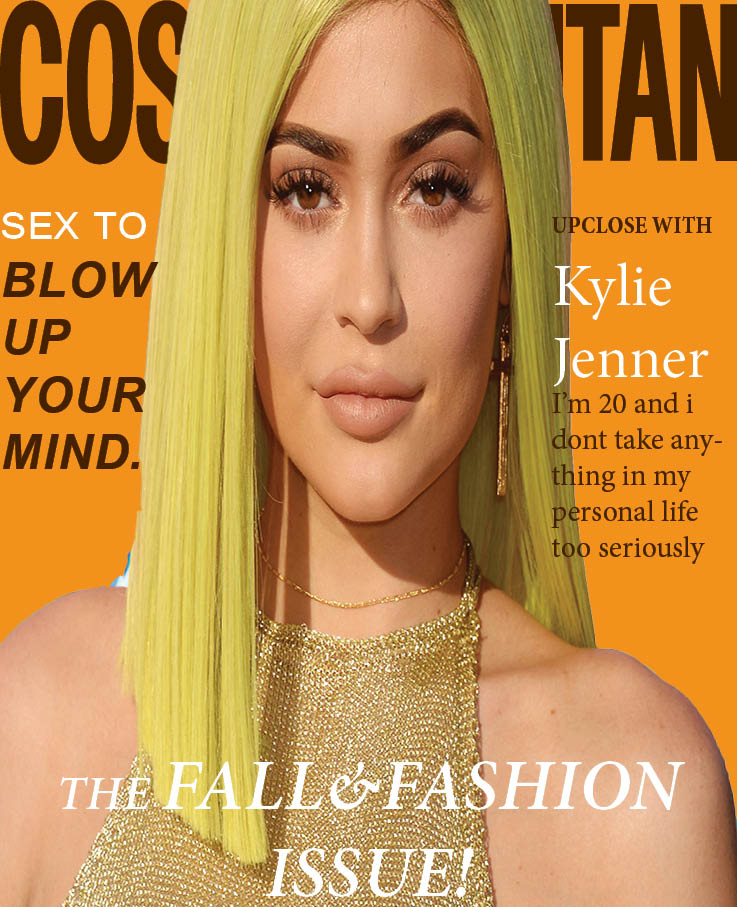 COS TAN
SEX TO
BLOW
UP
YOUR
MIND.
UPCLOSE WITH
Kylie
Jenner
I'm 20 and i
dont take any-
thing in my
personal life
too seriously
THE FALL&FASHION
ISSUE!